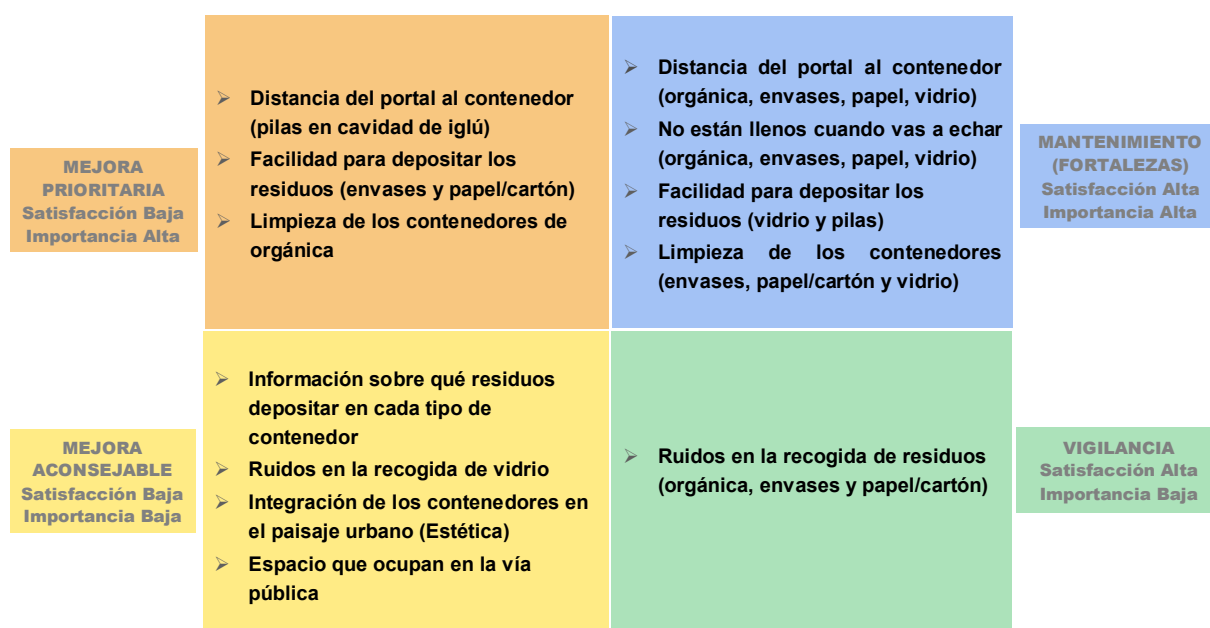 MEJORA
PRIORITARIA
Satisfacción Baja
Importancia Alta
➢ Distancia del portal al contenedor
(pilas en cavidad de iglú)
➢ Facilidad para depositar los
residuos (envases y papel/cartón)
➢ Limpieza de los contenedores de
orgánica
➢ Distancia del portal al contenedor
(orgánica, envases, papel, vidrio)
➢ No están llenos cuando vas a echar
(orgánica, envases, papel, vidrio)
➢ Facilidad para depositar los
residuos (vidrio y pilas)
➢ Limpieza de los contenedores
(envases, papel/cartón y vidrio)
MANTENIMIENTO
(FORTALEZAS)
Satisfacción Alta
Importancia Alta
MEJORA
ACONSEJABLE
Satisfacción Baja
Importancia Baja
➢ Información sobre qué residuos
depositar en cada tipo de
contenedor
➢ Ruidos en la recogida de vidrio
➢ Integración de los contenedores en
el paisaje urbano (Estética)
➢ Espacio que ocupan en la vía
pública
➢ Ruidos en la recogida de residuos
(orgánica, envases y papel/cartón)
VIGILANCIA
Satisfacción Alta
Importancia Baja